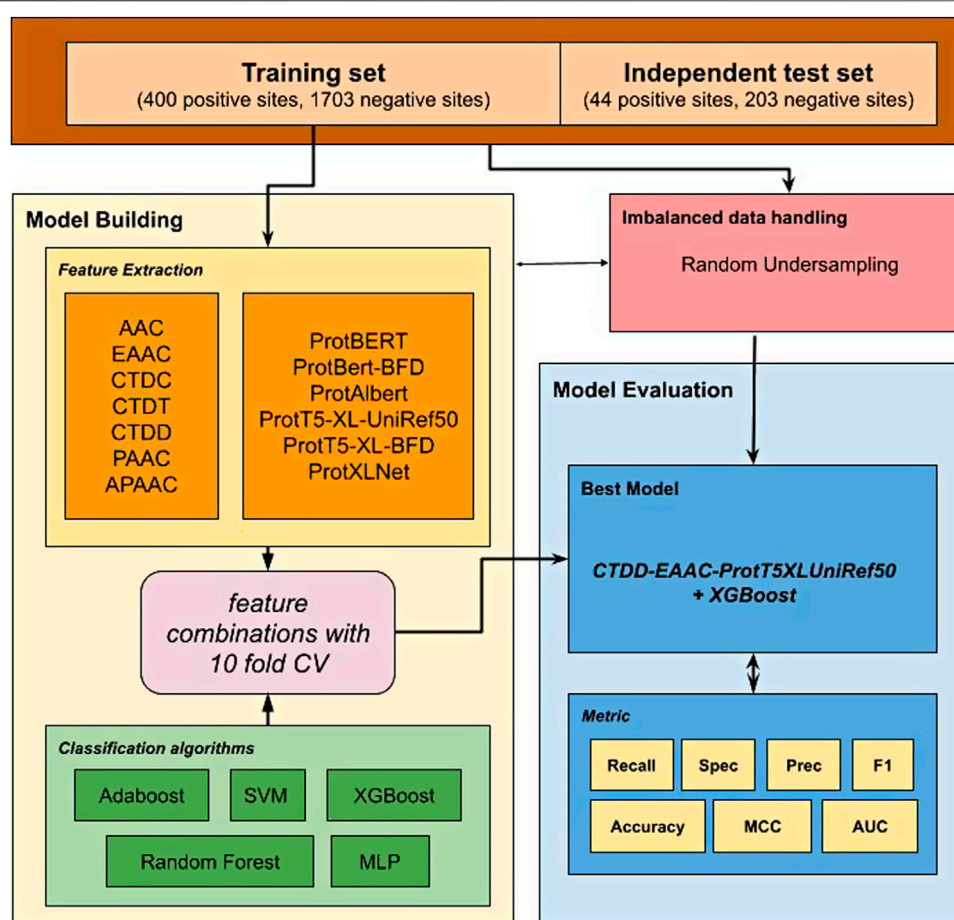 Training set
(400 positive sites, 1703 negative sites)
Independent test set
(44 positive sites, 203 negative sites)
Model Building
Feature Extraction
AAC
EAAC
CTDC
CTDT
CTDD
PAAC
APAAC
ProtBERT
ProtBert-BFD
ProtAlbert
ProtT5-XL-UniRef50
ProtT5-XL-BFD
ProtXLNet
feature
combinations with
10 fold CV
Classification algorithms
Adaboost
SVM
XGBoost
Random Forest
MLP
Imbalanced data handling
Random Undersampling
Model Evaluation
Best Model
CTDD-EAAC-ProtT5XLUniRef50
+ XGBoost
Metric
Recall
Spec
Prec
F1
Accuracy
MCC
AUC